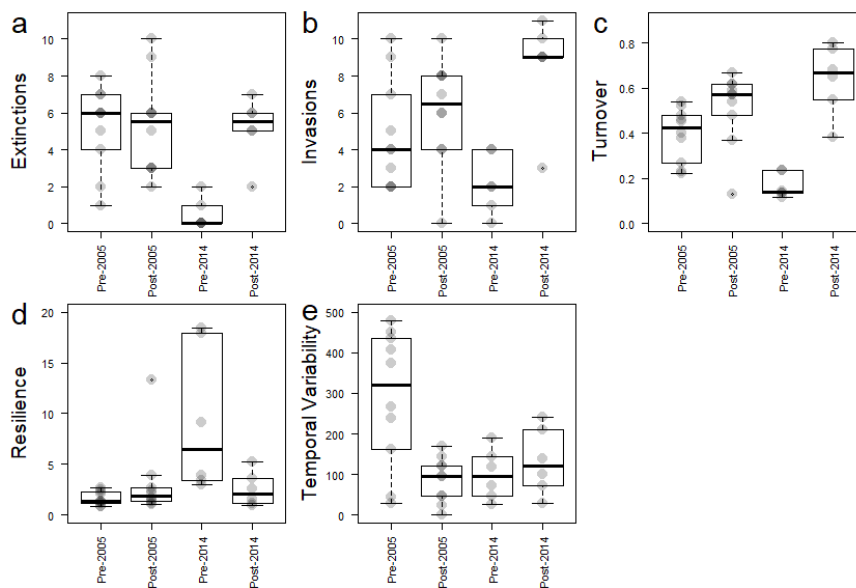 a
Extinctions
10
8
6
4
2
0
Pre-2005
Post-2005
Pre-2014
Post-2014
b
Invasions
10
8
6
4
2
0
Pre-2005
Post-2005
Pre-2014
Post-2014
c
Turnover
0.8
0.6
0.4
0.2
0.0
Pre-2005
Post-2005
Pre-2014
Post-2014
d
Resilience
20
15
10
5
0
Pre-2005
Post-2005
Pre-2014
Post-2014
e
Temporal Variability
500
400
300
200
100
0
Pre-2005
Post-2005
Pre-2014
Post-2014